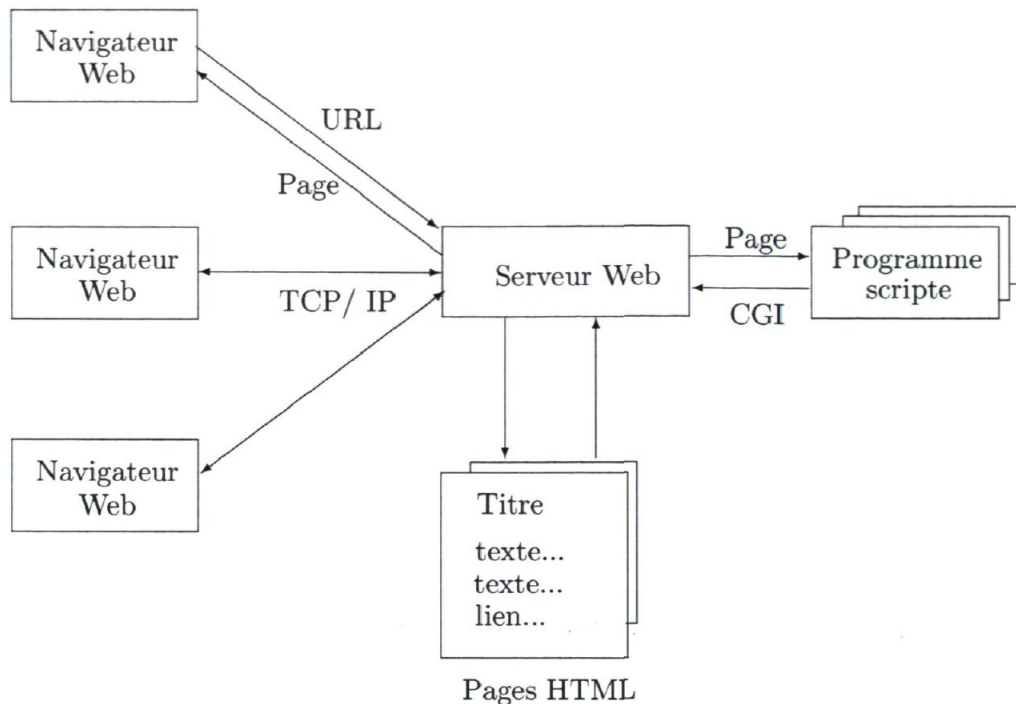 Navigateur
Web
URL
Page
Navigateur
Web
TCP/ IP
Serveur Web
Page
CGI
Programme
scripte
Navigateur
Web
Titre
texte...
texte...
lien...
Pages HTML